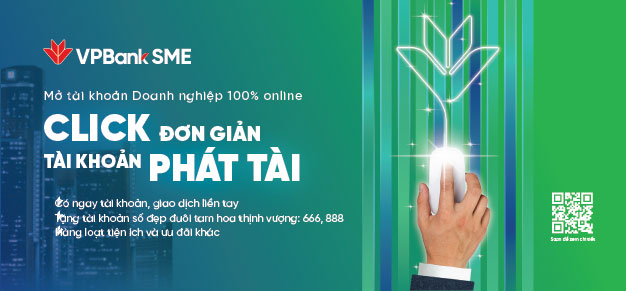 VPBank SME
Mở tài khoản Doanh nghiệp 100% online
CLICK ĐƠN GIẢN
TÀI KHOẢN PHÁT TÀI
Có ngay tài khoản, giao dịch liền tay
Tặng tài khoản số đẹp đuôi tam hoa thịnh vượng: 666, 888
Hàng loạt tiện ích và ưu đãi khác